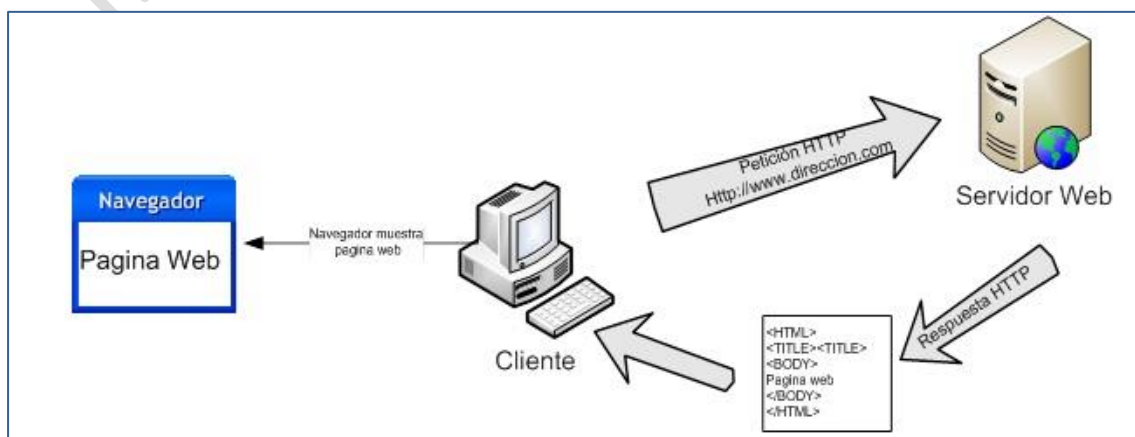 Petición HTTP
Http://www.direccion.com
Servidor Web
Navegador
Pagina Web
Navegador muestra
pagina web
Cliente
Respuesta HTTP
<HTML>
<TITLE><TITLE>
<BODY>
Pagina web
</BODY>
</HTML>